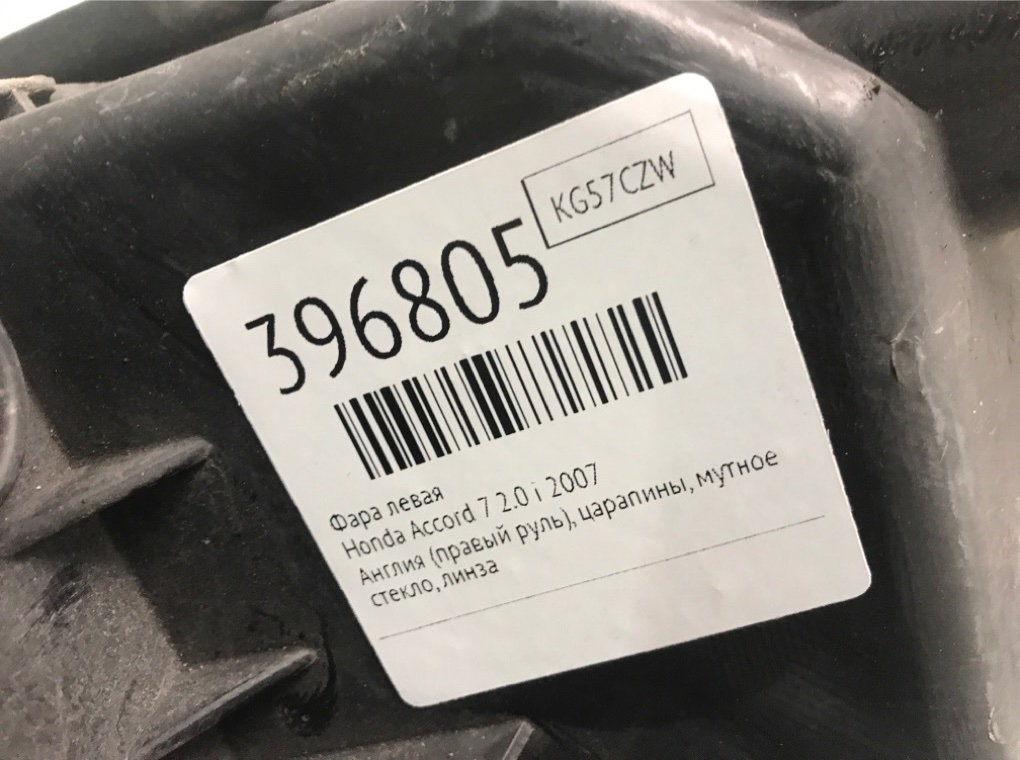 KG57CZW
396805
Фара левая
Honda Accord 7 2.0 i 2007
Англия (правый руль), царапины, мутное
стекло, линза